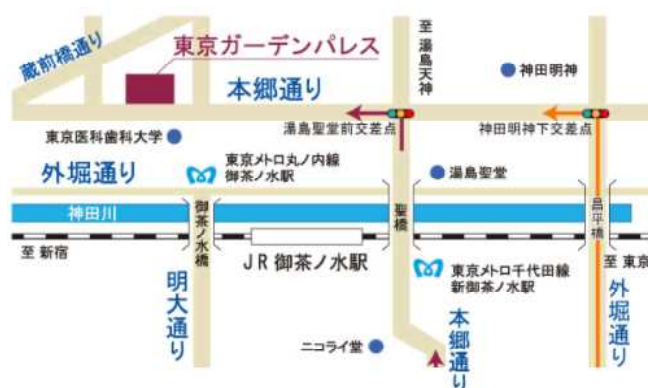 蔵前橋通り
東京ガーデンパレス
至 湯島天神
神田明神
本郷通り
東京医科歯科大学
湯島聖堂前交差点
神田明神下交差点
外堀通り
東京メトロ丸ノ内線
御茶ノ水駅
湯島聖堂
神田川
御茶ノ水橋
聖橋
昌平橋
至 新宿
JR 御茶ノ水駅
東京メトロ千代田線
新御茶ノ水駅
至 東京
明大通り
ニコライ堂
本郷通り
外堀通り